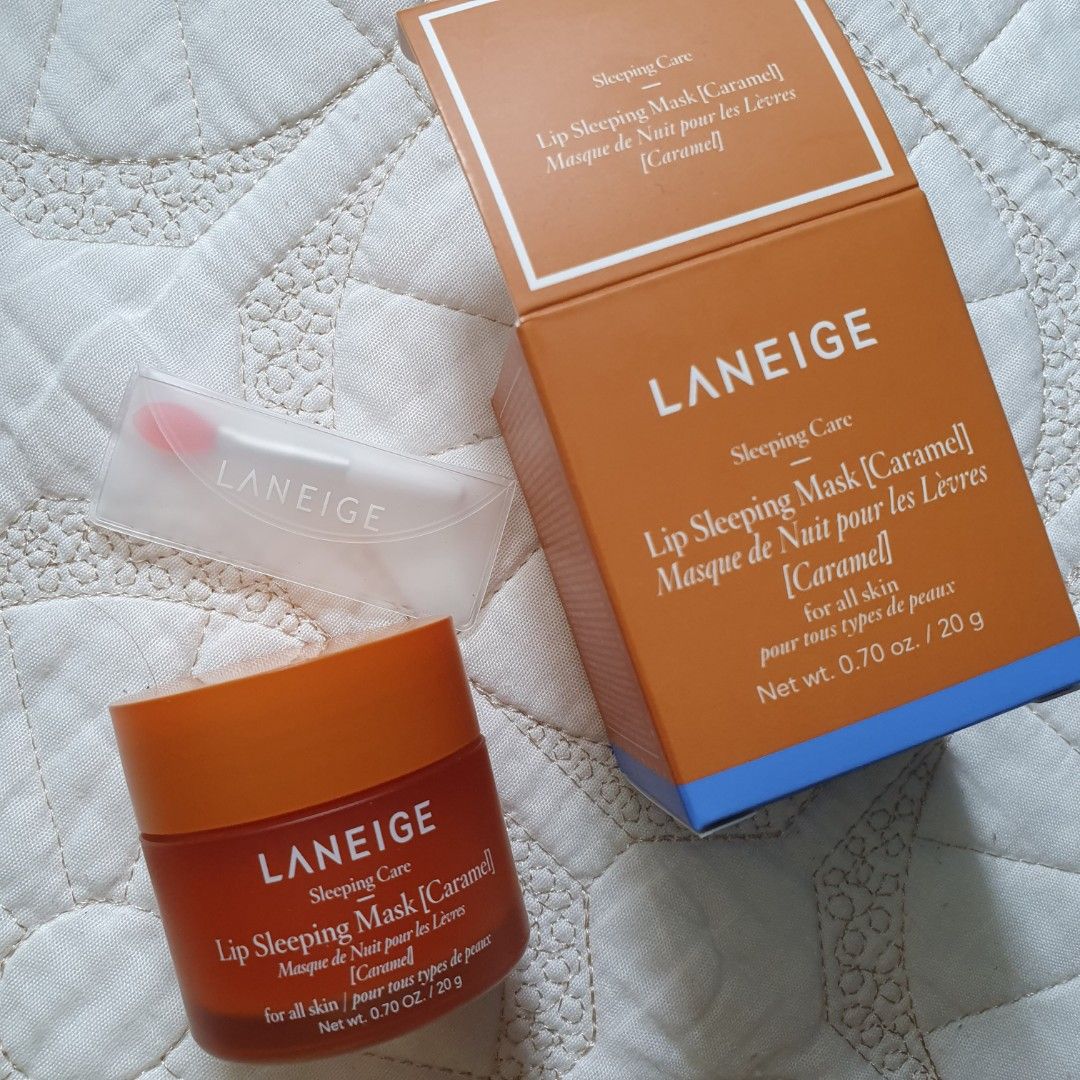 Sleeping Care
Lip Sleeping Mask [Caramel]
Masque de Nuit pour les Lèvres
[Caramel]
LANEIGE
Sleeping Care
Lip Sleeping Mask [Caramel]
Masque de Nuit pour les Lèvres
[Caramel]
for all skin
pour tous types de peaux
Net wt. 0.70 oz. / 20 g
LANEIGE
LANEIGE
Sleeping Care
Lip Sleeping Mask [Caramel]
Masque de Nuit pour les Lèvres
[Caramel]
for all skin / pour tous types de peaux
Net wt. 0.70 OZ. / 20 g